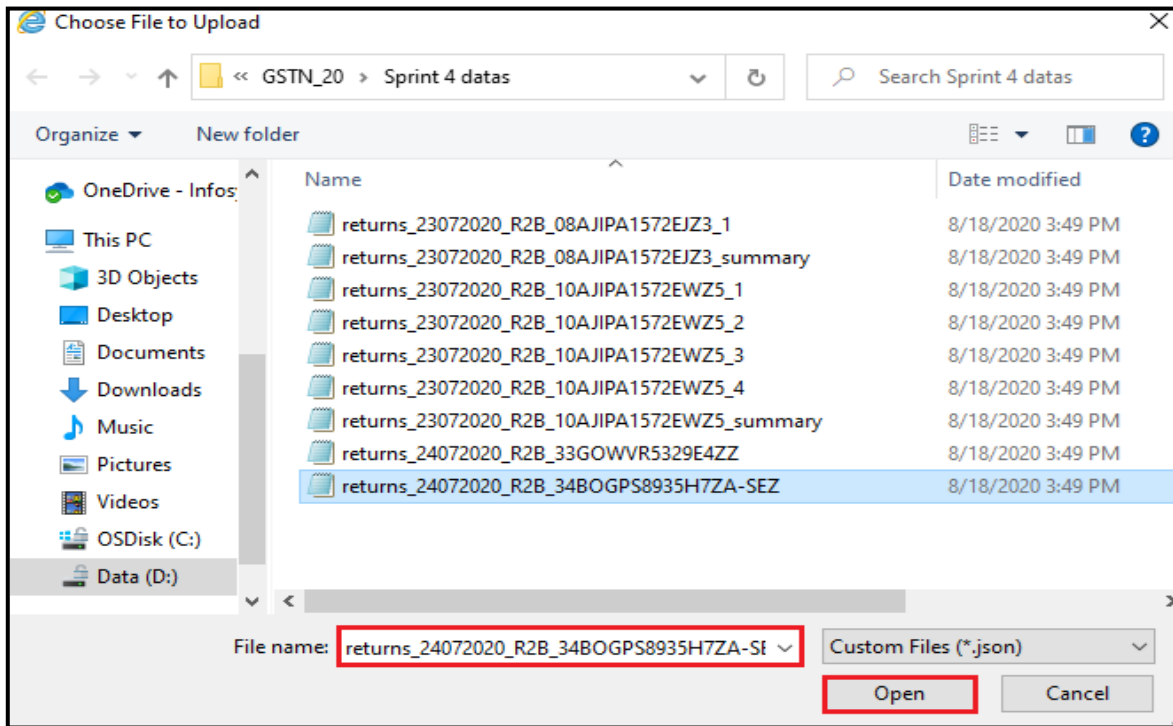 Choose File to Upload
« GSTN_20 › Sprint 4 datas
Search Sprint 4 datas
Organize
New folder
OneDrive - Infos
This PC
3D Objects
Desktop
Documents
Downloads
Music
Pictures
Videos
OSDisk (C:)
Data (D:)
Name Date modified
returns_23072020_R2B_08AJIPA1572EJZ3_1 8/18/2020 3:49 PM
returns_23072020_R2B_08AJIPA1572EJZ3_summary 8/18/2020 3:49 PM
returns_23072020_R2B_10AJIPA1572EWZ5_1 8/18/2020 3:49 PM
returns_23072020_R2B_10AJIPA1572EWZ5_2 8/18/2020 3:49 PM
returns_23072020_R2B_10AJIPA1572EWZ5_3 8/18/2020 3:49 PM
returns_23072020_R2B_10AJIPA1572EWZ5_4 8/18/2020 3:49 PM
returns_23072020_R2B_10AJIPA1572EWZ5_summary 8/18/2020 3:49 PM
returns_24072020_R2B_33GOWVR5329E4ZZ 8/18/2020 3:49 PM
returns_24072020_R2B_34BOGPS8935H7ZA-SEZ 8/18/2020 3:49 PM
File name: returns_24072020_R2B_34BOGPS8935H7ZA-SE
Custom Files (*.json)
Open
Cancel